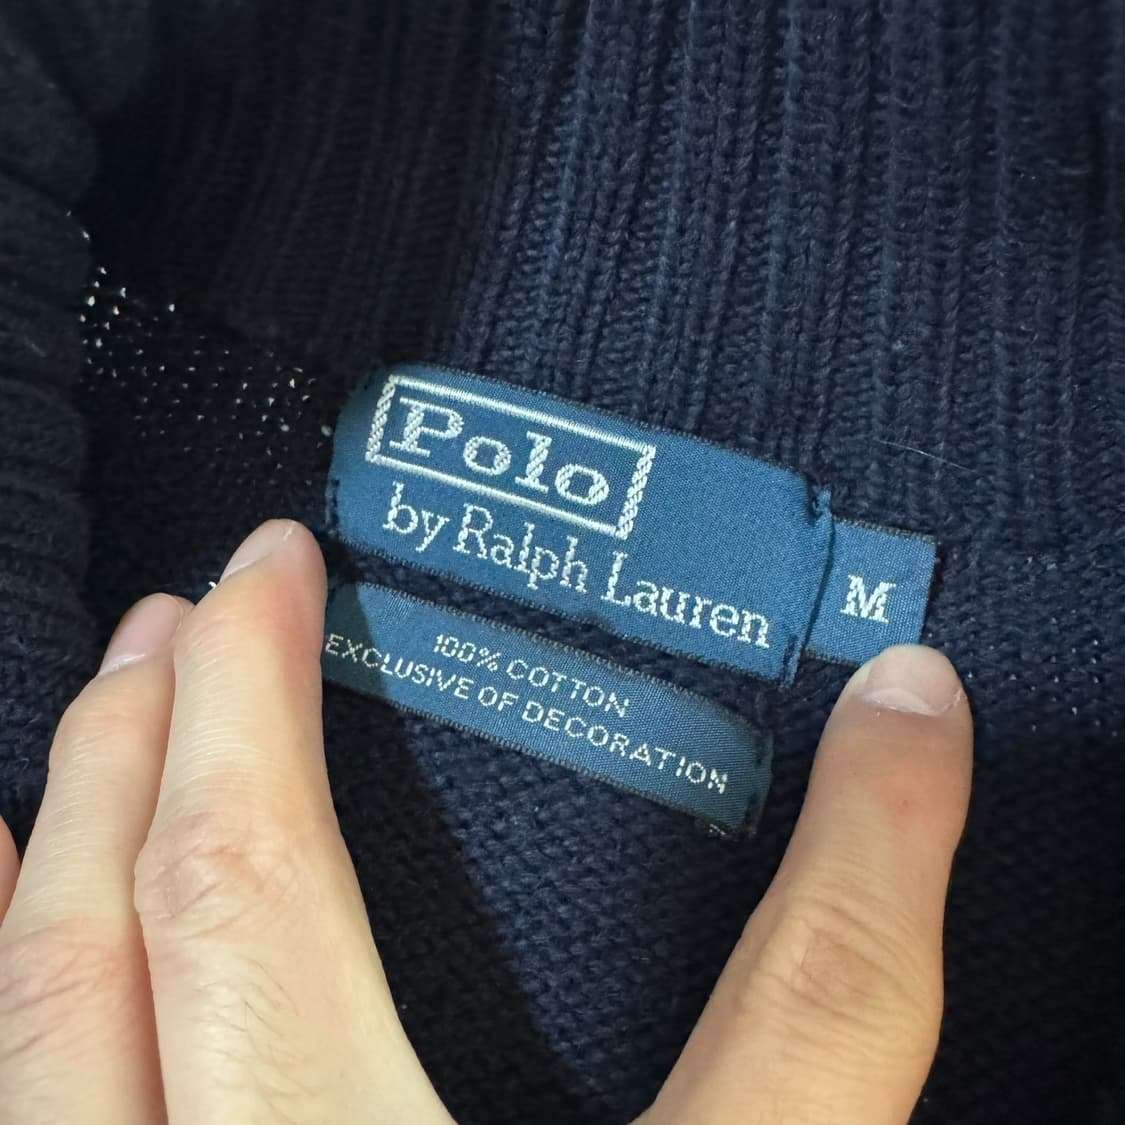 Polo
by Ralph Lauren
M
100% COTTON
EXCLUSIVE OF DECORATION